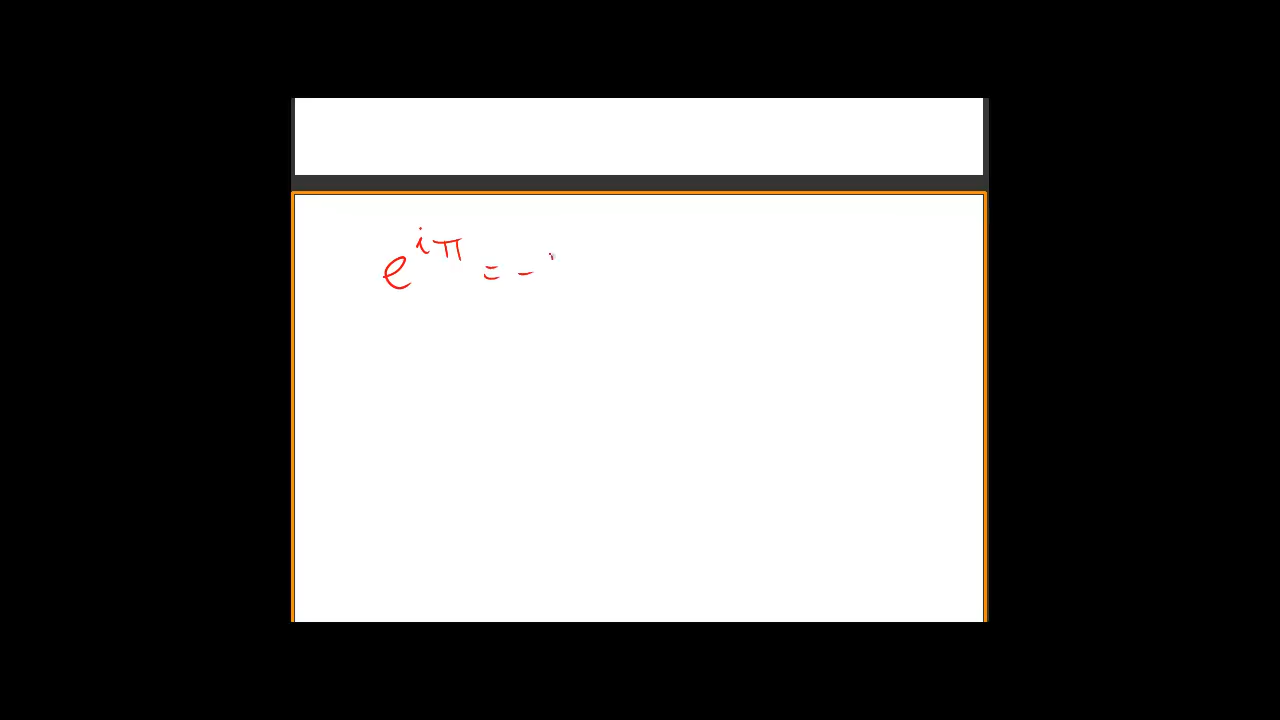 e^{iπ} = -